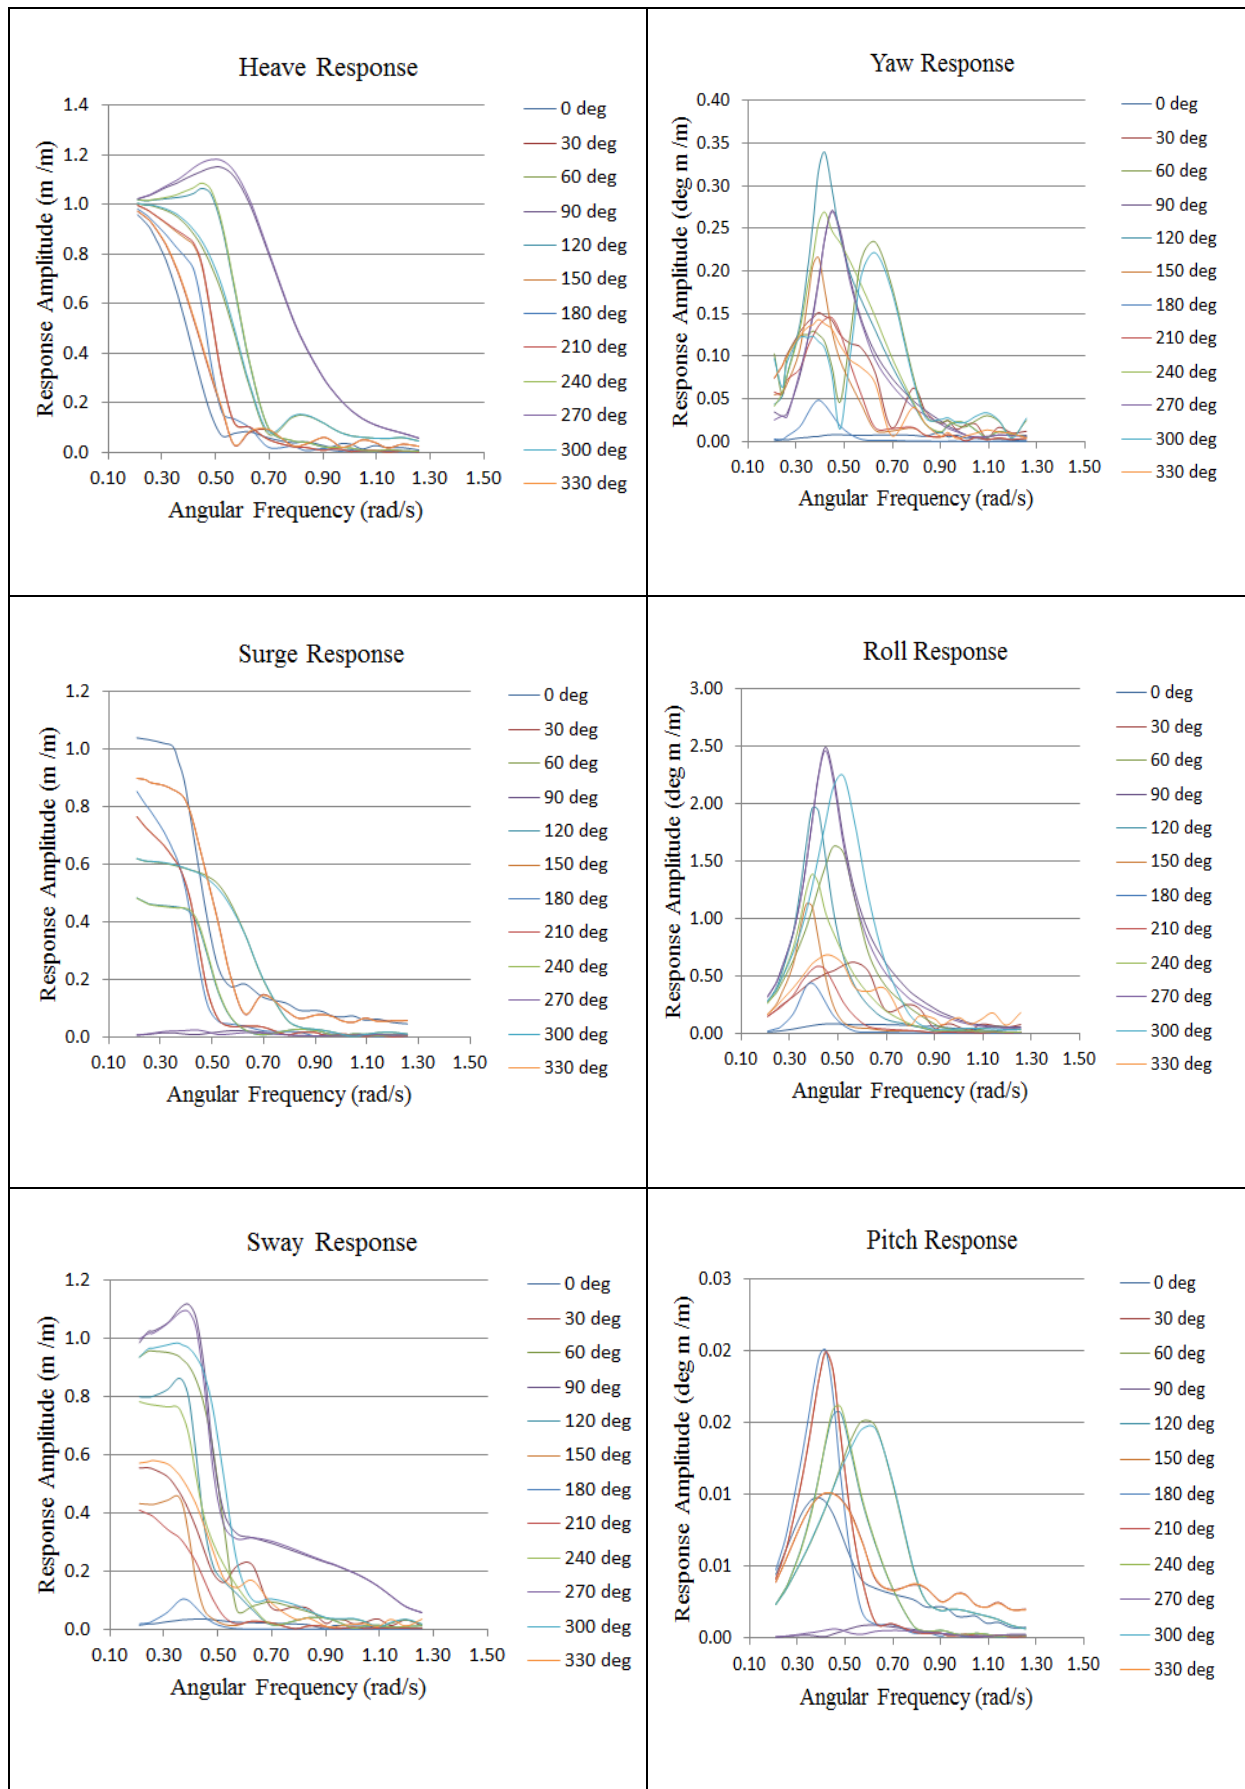 Heave Response
Response Amplitude (m /m)
1.4
1.2
1.0
0.8
0.6
0.4
0.2
0.0
0.10 0.30 0.50 0.70 0.90 1.10 1.30 1.50
Angular Frequency (rad/s)
0 deg
30 deg
60 deg
90 deg
120 deg
150 deg
180 deg
210 deg
240 deg
270 deg
300 deg
330 deg
Yaw Response
Response Amplitude (deg m /m)
0.40
0.35
0.30
0.25
0.20
0.15
0.10
0.05
0.00
0.10 0.30 0.50 0.70 0.90 1.10 1.30 1.50
Angular Frequency (rad/s)
0 deg
30 deg
60 deg
90 deg
120 deg
150 deg
180 deg
210 deg
240 deg
270 deg
300 deg
330 deg
Surge Response
Response Amplitude (m /m)
1.2
1.0
0.8
0.6
0.4
0.2
0.0
0.10 0.30 0.50 0.70 0.90 1.10 1.30 1.50
Angular Frequency (rad/s)
0 deg
30 deg
60 deg
90 deg
120 deg
150 deg
180 deg
210 deg
240 deg
270 deg
300 deg
330 deg
Roll Response
Response Amplitude ((deg m /m)
3.00
2.50
2.00
1.50
1.00
0.50
0.00
0.10 0.30 0.50 0.70 0.90 1.10 1.30 1.50
Angular Frequency (rad/s)
0 deg
30 deg
60 deg
90 deg
120 deg
150 deg
180 deg
210 deg
240 deg
270 deg
300 deg
330 deg
Sway Response
Response Amplitude (m /m)
1.2
1.0
0.8
0.6
0.4
0.2
0.0
0.10 0.30 0.50 0.70 0.90 1.10 1.30 1.50
Angular Frequency (rad/s)
0 deg
30 deg
60 deg
90 deg
120 deg
150 deg
180 deg
210 deg
240 deg
270 deg
300 deg
330 deg
Pitch Response
Response Amplitude ((deg m /m)
0.03
0.02
0.02
0.01
0.01
0.00
0.10 0.30 0.50 0.70 0.90 1.10 1.30 1.50
Angular Frequency (rad/s)
0 deg
30 deg
60 deg
90 deg
120 deg
150 deg
180 deg
210 deg
240 deg
270 deg
300 deg
330 deg